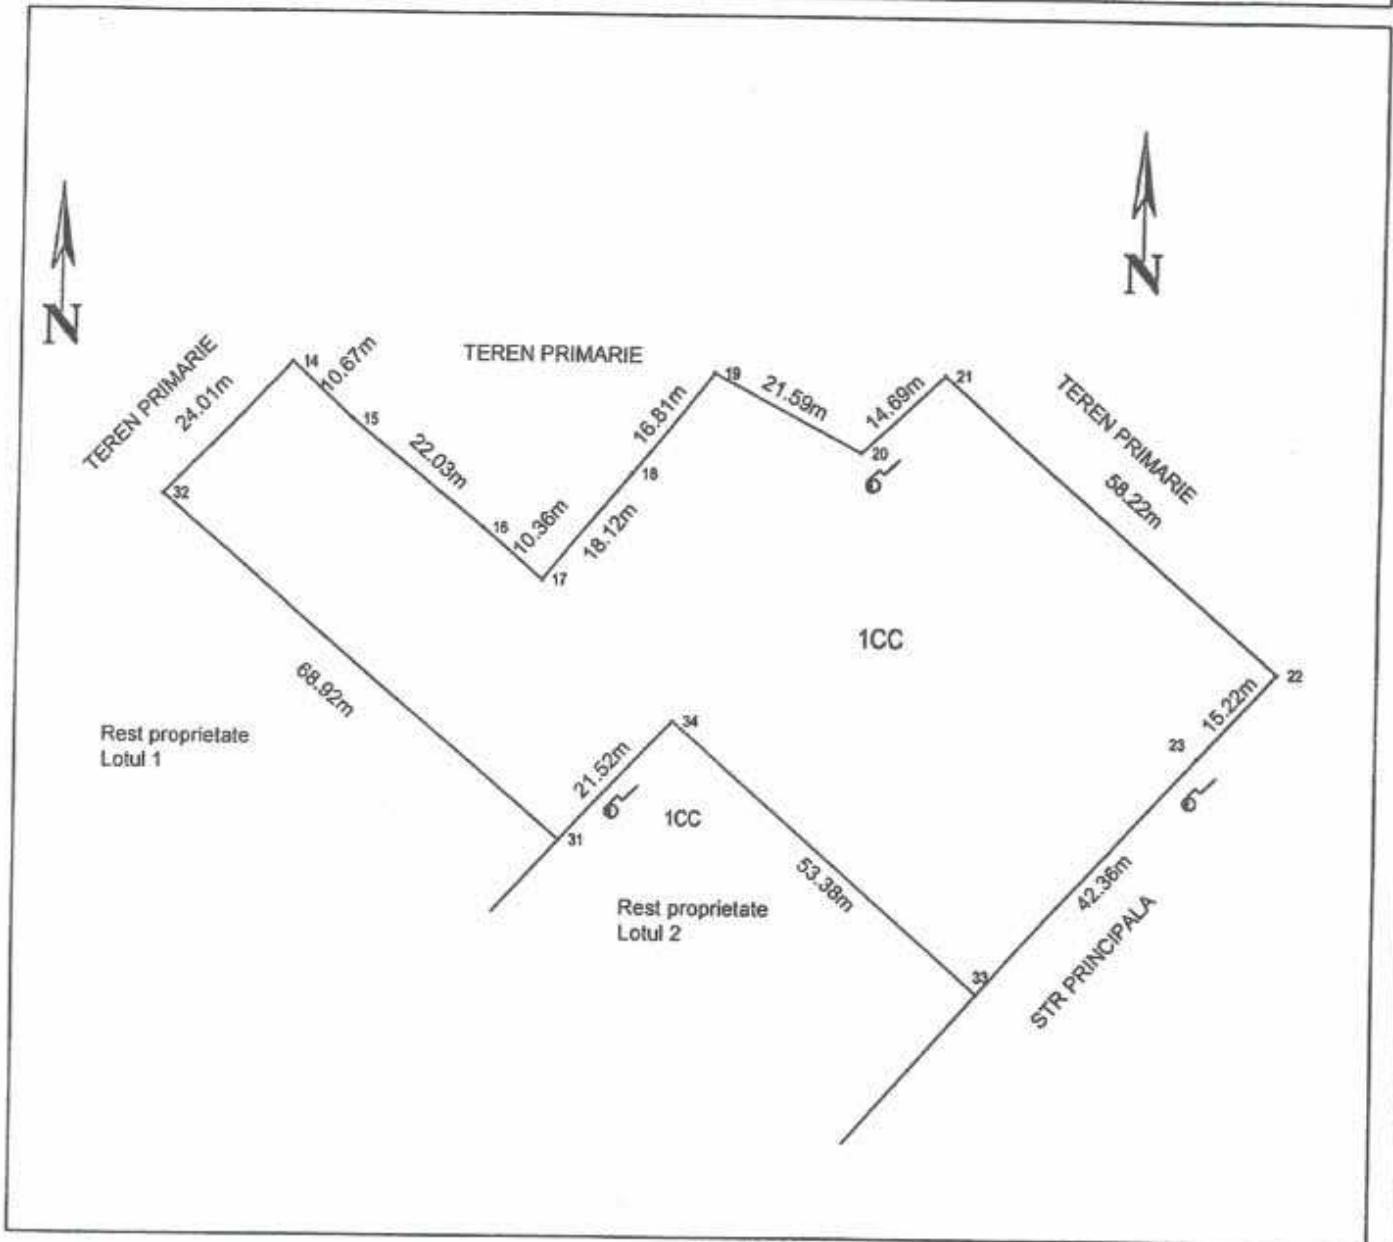 N
N
TEREN PRIMARIE
24.01m
14
10.67m
TEREN PRIMARIE
15
22.03m
16
10.36m
17
18.12m
18
16.81m
19
21.59m
20
14.69m
21
TEREN PRIMARIE
58.22m
32
68.92m
1CC
22
15.22m
23
Rest proprietate
Lotul 1
34
21.52m
31
1CC
53.38m
42.36m
Rest proprietate
Lotul 2
33
STR PRINCIPALA